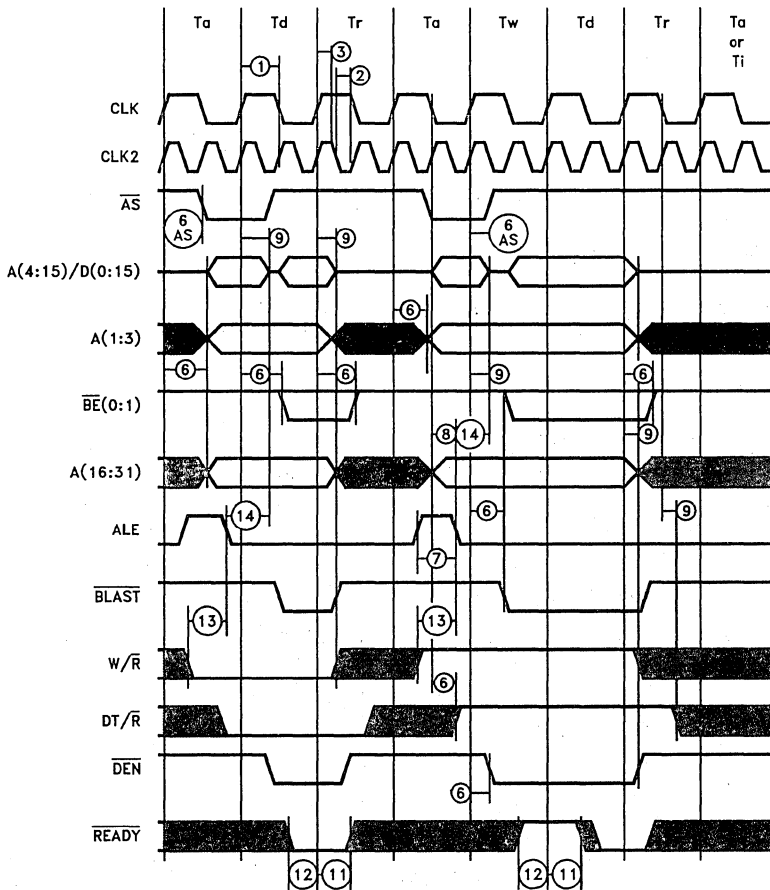 Ta Td Tr Ta Tw Td Tr Ta or Ti
3
1 2
CLK
CLK2
AS
6 AS 6 AS
9 9
A(4:15)/D(0:15)
6
A(1:3)
6 6 6 9 6
BE(0:1)
8 14 9
A(16:31)
14 6 9
ALE
7
BLAST
13 13
W/R
6
DT/R
DEN
6
READY
12 11 12 11